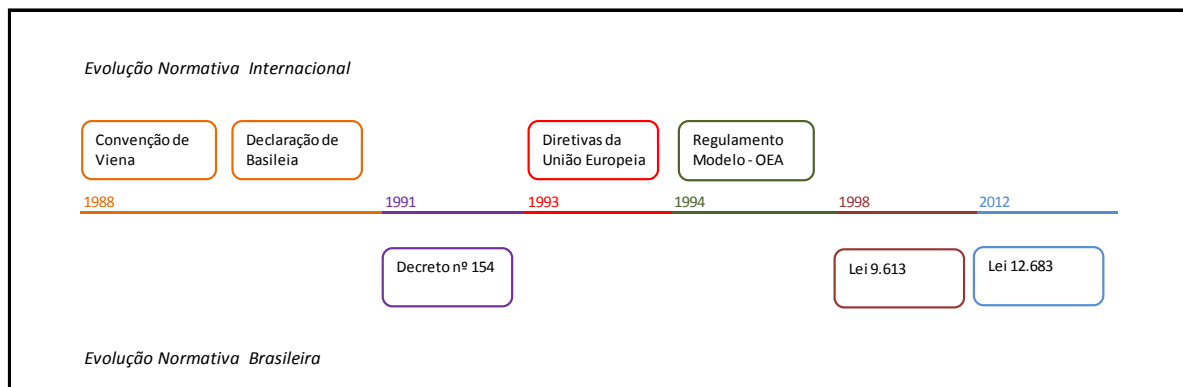 Evolução Normativa Internacional
Convenção de
Viena
Declaração de
Basileia
Diretivas da
União Europeia
Regulamento
Modelo - OEA
1988
1991
1993
1994
1998
2012
Decreto nº 154
Lei 9.613
Lei 12.683
Evolução Normativa Brasileira